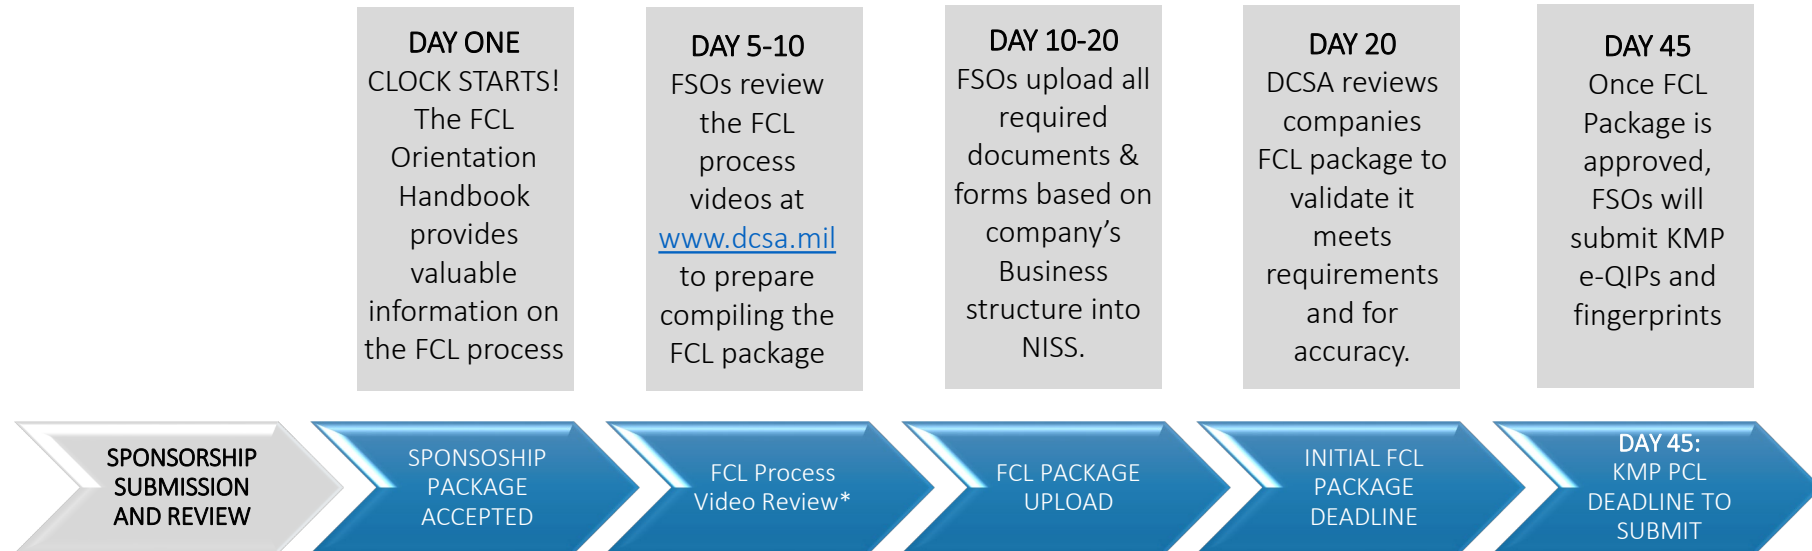 DAY ONE
CLOCK STARTS!
The FCL
Orientation
Handbook
provides
valuable
information on
the FCL process
DAY 5-10
FSOs review
the FCL
process
videos at
www.dcsa.mil
to prepare
compiling the
FCL package
DAY 10-20
FSOs upload all
required
documents &
forms based on
company’s
Business
structure into
NISS.
DAY 20
DCSA reviews
companies
FCL package to
validate it
meets
requirements
and for
accuracy.
DAY 45
Once FCL
Package is
approved,
FSOs will
submit KMP
e-QIPs and
fingerprints
SPONSORSHIP
SUBMISSION
AND REVIEW
SPONSOSHIP
PACKAGE
ACCEPTED
FCL Process
Video Review*
FCL PACKAGE
UPLOAD
INITIAL FCL
PACKAGE
DEADLINE
DAY 45:
KMP PCL
DEADLINE TO
SUBMIT